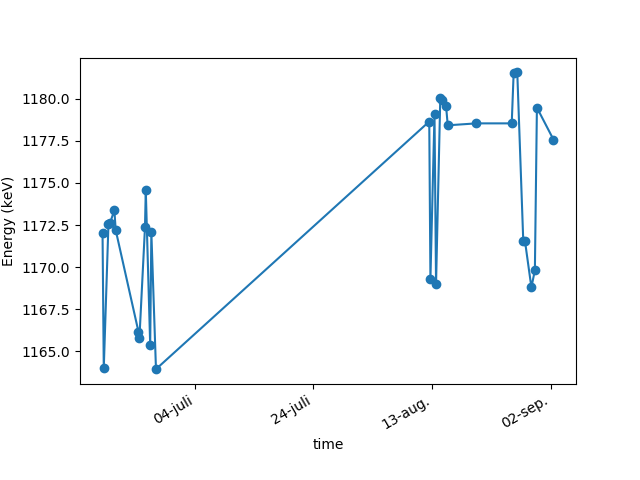 1180.0
1177.5
1175.0
1172.5
1170.0
1167.5
1165.0
Energy (keV)
04-juli
24-juli
13-aug.
02-sep.
time